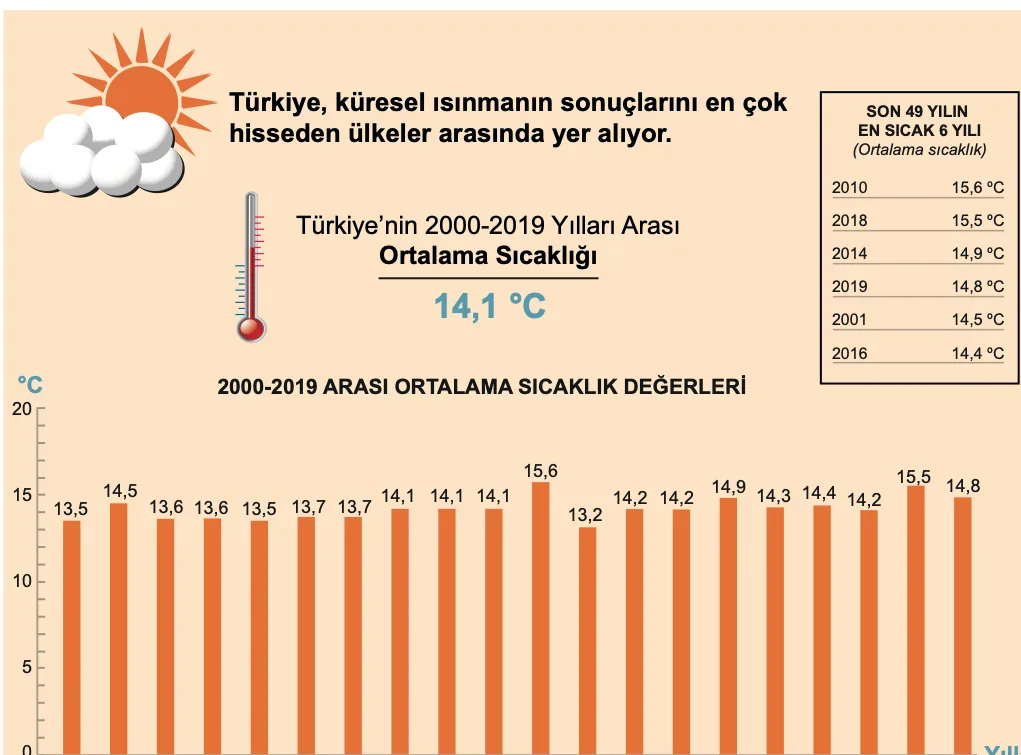 Türkiye, küresel ısınmanın sonuçlarını en çok
hisseden ülkeler arasında yer alıyor.
Türkiye’nin 2000-2019 Yılları Arası
Ortalama Sıcaklığı
14,1 °C
SON 49 YILIN
EN SICAK 6 YILI
(Ortalama sıcaklık)
2010 15,6 ºC
2018 15,5 ºC
2014 14,9 ºC
2019 14,8 ºC
2001 14,5 ºC
2016 14,4 ºC
°C
2000-2019 ARASI ORTALAMA SICAKLIK DEĞERLERİ
20
15
10
5
0
13,5 14,5 13,6 13,6 13,5 13,7 13,7 14,1 14,1 14,1 15,6 13,2 14,2 14,2 14,9 14,3 14,4 14,2 15,5 14,8